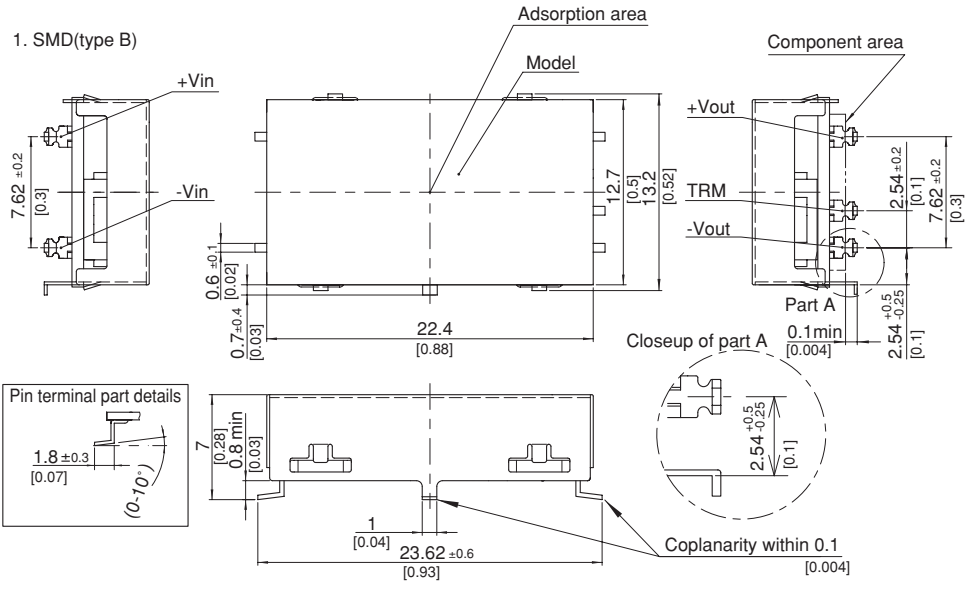 1. SMD(type B)
Adsorption area
Model
Component area
+Vin
-Vin
7.62 ±0.2
[0.3]
12.7
[0.5]
13.2
[0.52]
0.6 ±0.1
[0.02]
0.7±0.4
[0.03]
22.4
[0.88]
+Vout
TRM
-Vout
2.54±0.2
[0.1]
7.62 ±0.2
[0.3]
Part A
0.1min
[0.004]
2.54 +0.5 -0.25
[0.1]
Closeup of part A
2.54 +0.5 -0.25
[0.1]
Pin terminal part details
1.8 ±0.3
[0.07]
(0-10°)
7
[0.28]
0.8 min
[0.03]
1
[0.04]
23.62 ±0.6
[0.93]
Coplanarity within 0.1
[0.004]